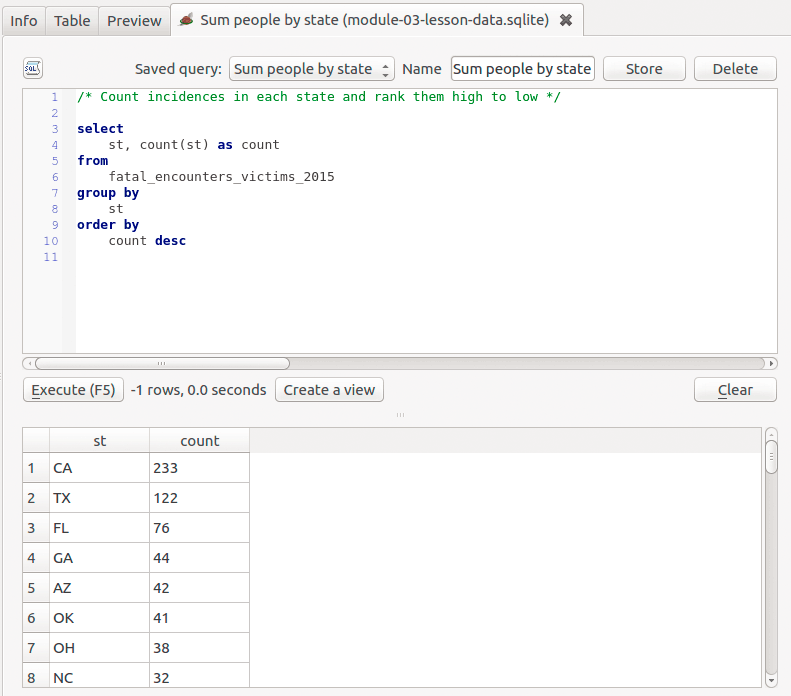 Info Table Preview Sum people by state (module-03-lesson-data.sqlite)
SQL Saved query: Sum people by state Name Sum people by state Store Delete
1 /* Count incidences in each state and rank them high to low */
2
3 select
4 st, count(st) as count
5 from
6 fatal_encounters_victims_2015
7 group by
8 st
9 order by
10 count desc
11
Execute (F5) -1 rows, 0.0 seconds Create a view Clear
st count
1 CA 233
2 TX 122
3 FL 76
4 GA 44
5 AZ 42
6 OK 41
7 OH 38
8 NC 32